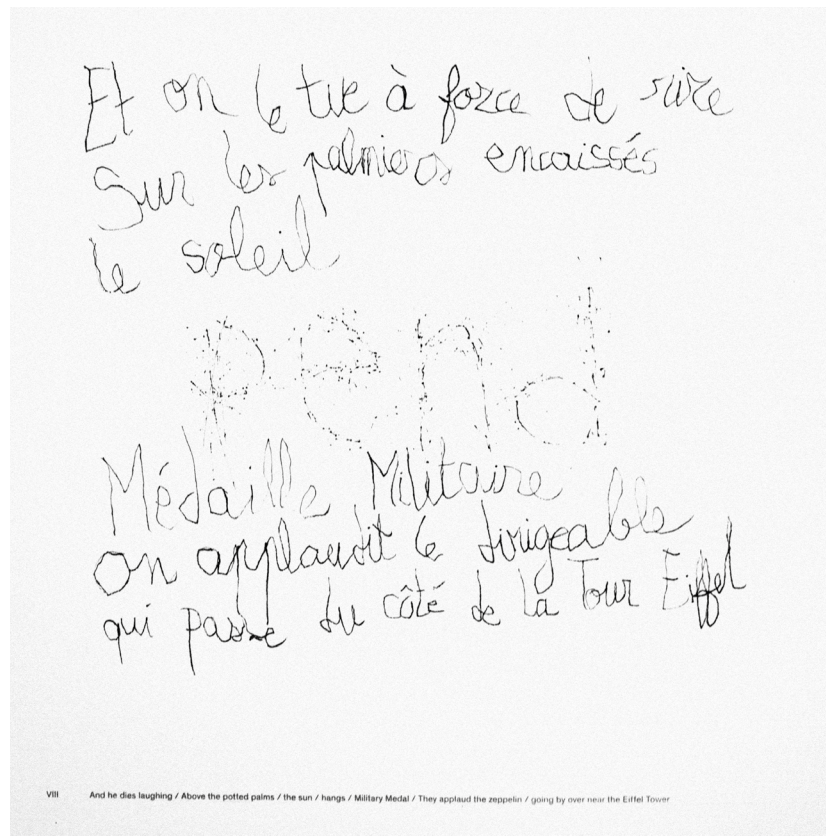 Et on le tue à force de rire
Sur les palmiers encaissés
le soleil
pend
Médaille Militaire
on applaudit le dirigeable
qui passe du côté de la Tour Eiffel
VIII And he dies laughing / Above the potted palms / the sun / hangs / Military Medal / They applaud the zeppelin / going by over near the Eiffel Tower